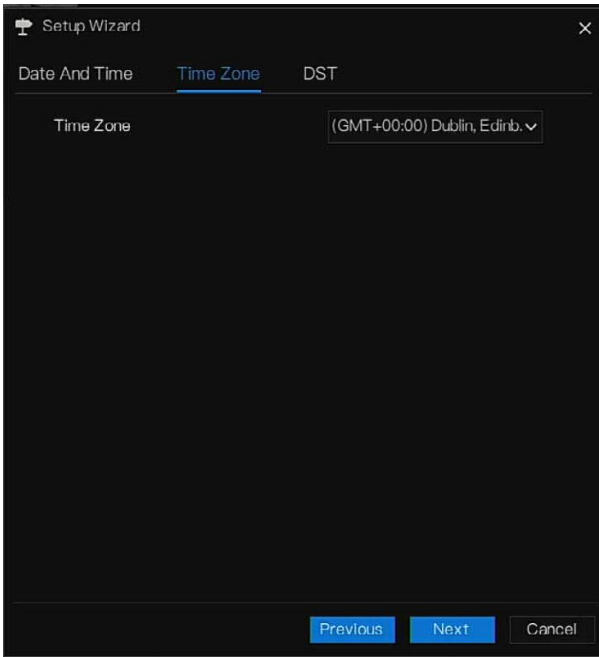 Setup Wizard
Date And Time Time Zone DST
Time Zone (GMT+00:00) Dublin, Edinb.
Previous Next Cancel